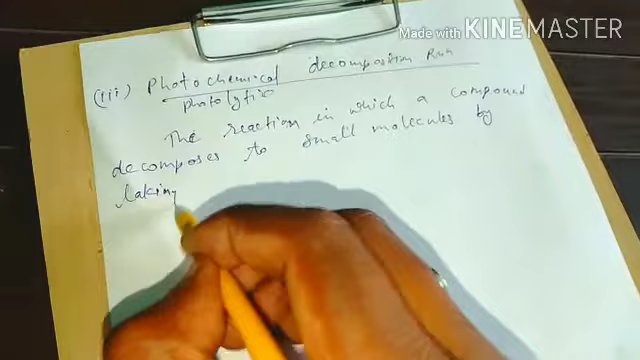 Made with KINEMASTER
(iii) Photochemical decomposition Rxn
photolytic
The reaction in which a compound
decomposes to small molecules by
taking